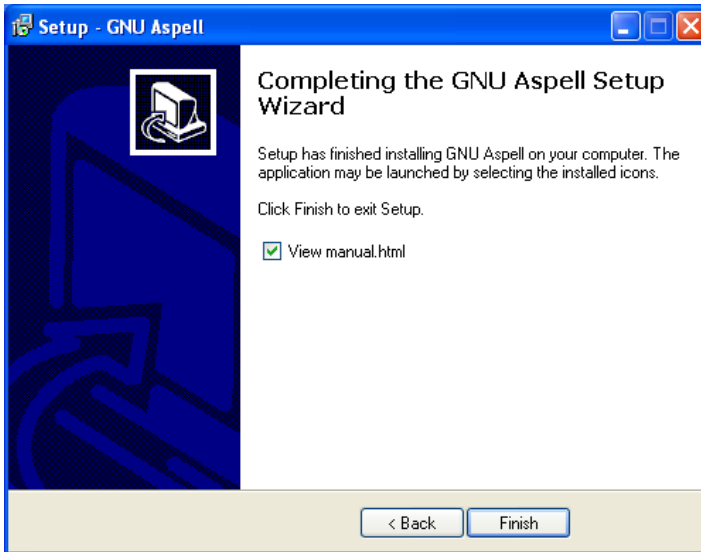 Setup - GNU Aspell
Completing the GNU Aspell Setup
Wizard
Setup has finished installing GNU Aspell on your computer. The
application may be launched by selecting the installed icons.
Click Finish to exit Setup.
View manual.html
< Back
Finish